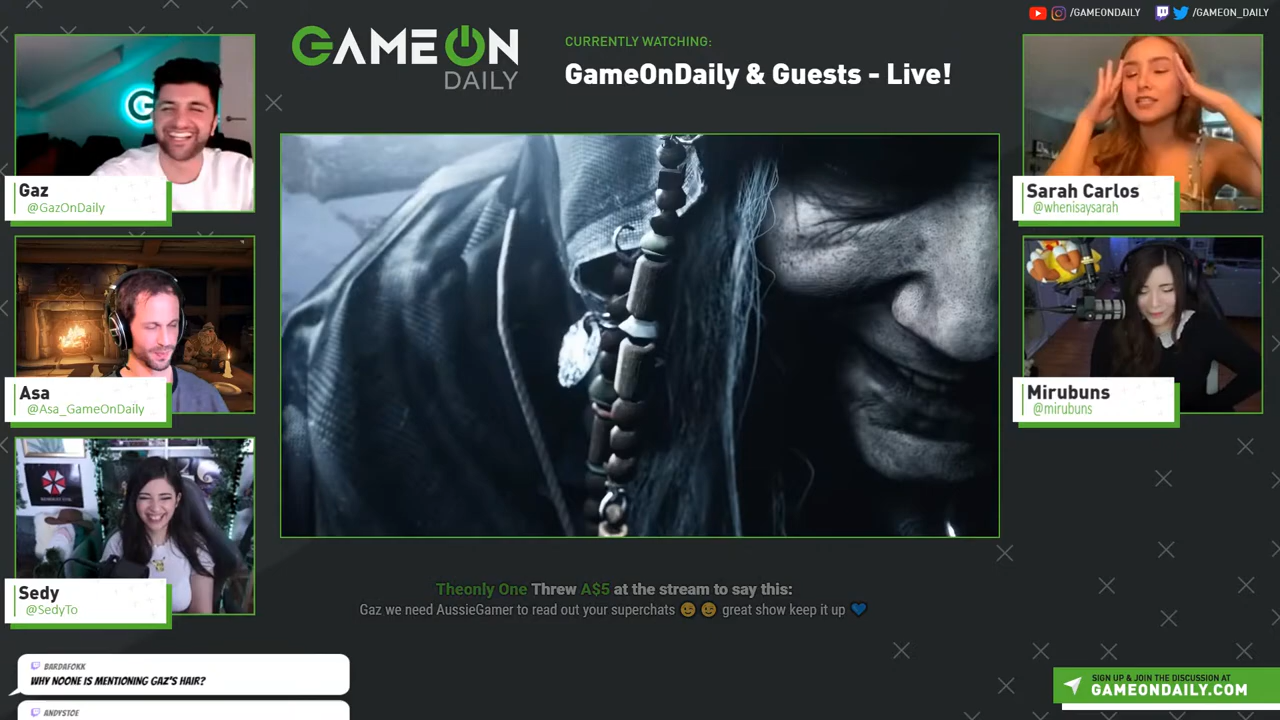 /GAMEONDAILY
/GAMEON_DAILY
GAMEON
DAILY
CURRENTLY WATCHING:
GameOnDaily & Guests - Live!
Gaz
@GazOnDaily
Sarah Carlos
@whenisaysarah
Asa
@Asa_GameOnDaily
Mirubuns
@mirubuns
Sedy
@SedyTo
Theonly One Threw A$5 at the stream to say this:
Gaz we need AussieGamer to read out your superchats 😉 😉 great show keep it up 💙
BARDAFOKK
WHY NOONE IS MENTIONING GAZ'S HAIR?
ANDYSTOE
SIGN UP & JOIN THE DISCUSSION AT
GAMEONDAILY.COM